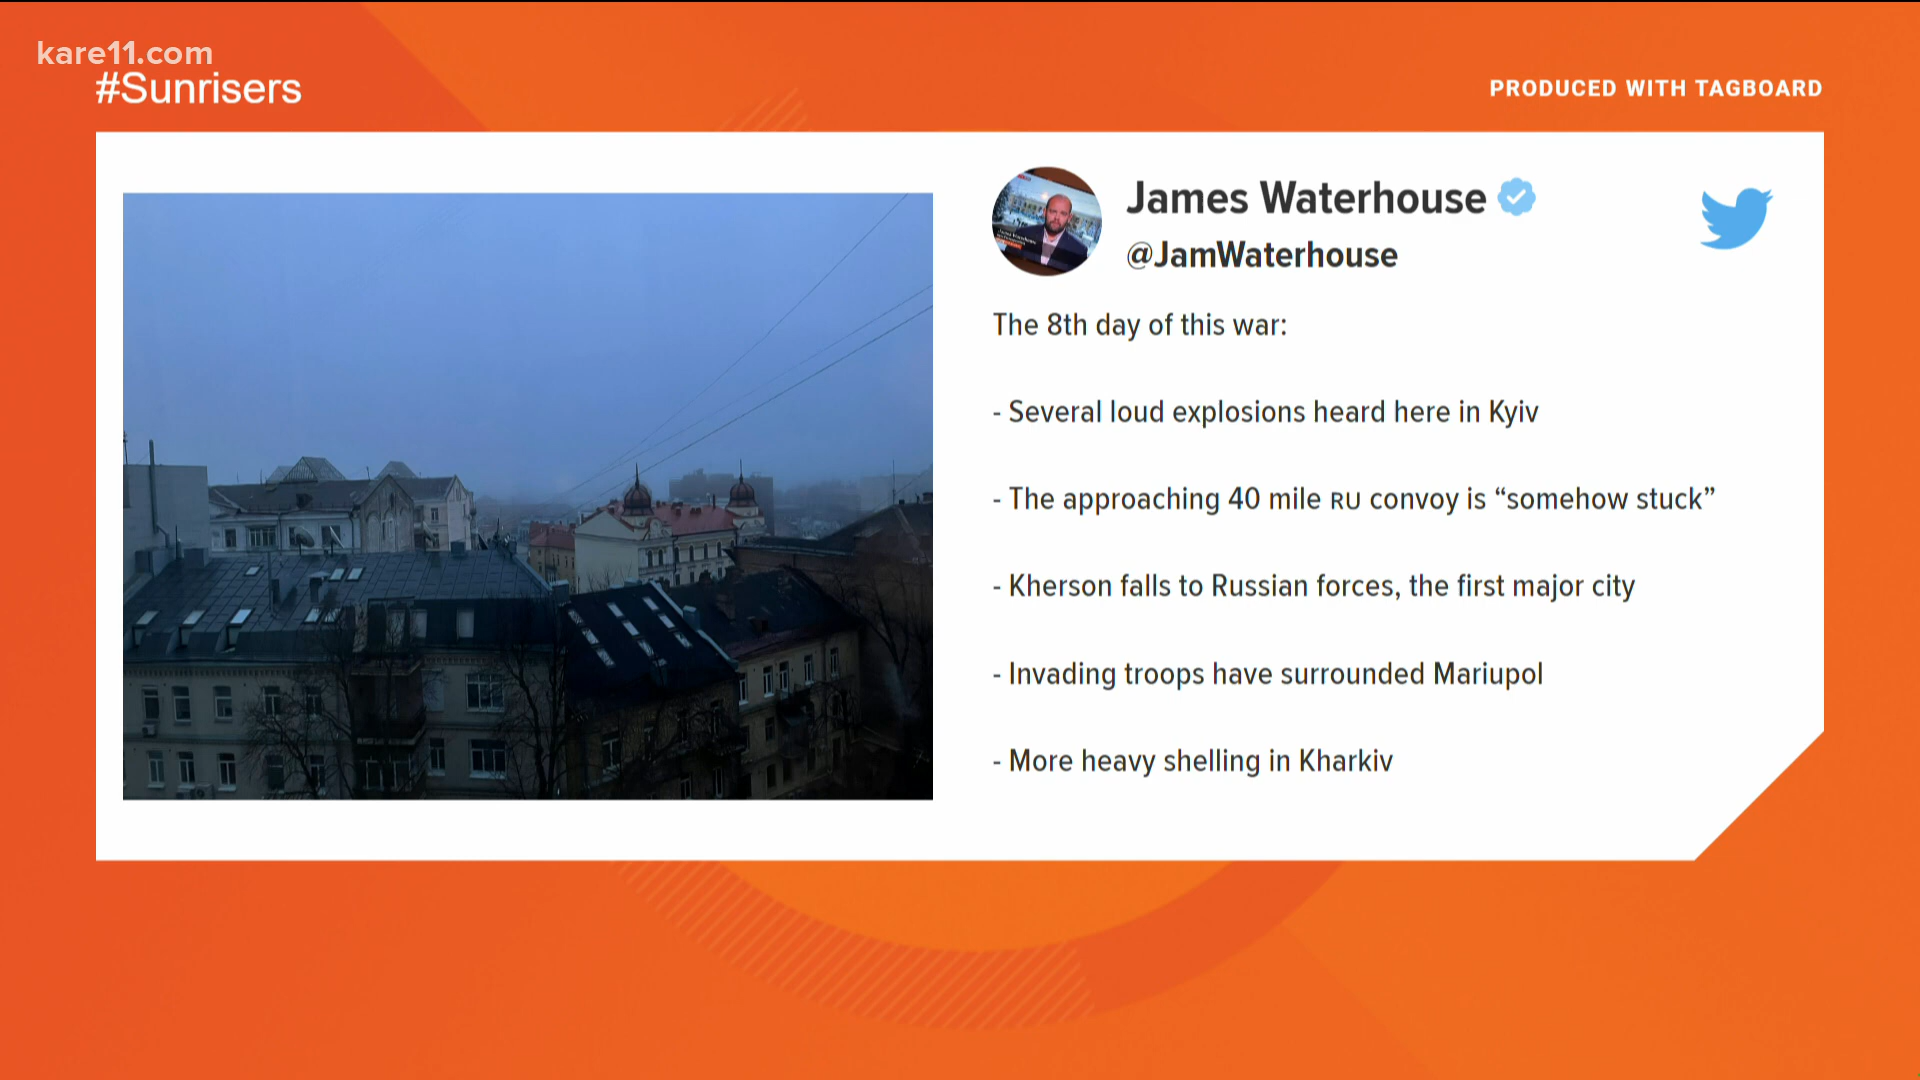 kare11.com
#Sunrisers
PRODUCED WITH TAGBOARD
James Waterhouse
@JamWaterhouse
The 8th day of this war:
- Several loud explosions heard here in Kyiv
- The approaching 40 mile RU convoy is “somehow stuck”
- Kherson falls to Russian forces, the first major city
- Invading troops have surrounded Mariupol
- More heavy shelling in Kharkiv